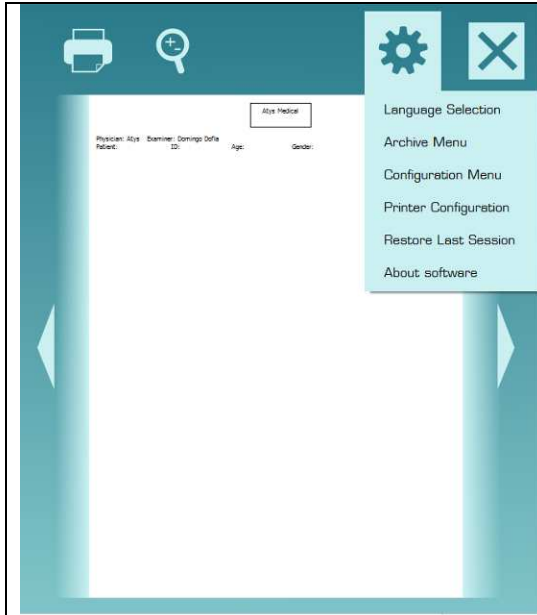 Language Selection
Archive Menu
Configuration Menu
Printer Configuration
Restore Last Session
About software
Atys Medical
Physician: Atys Examiner: Domingo Doña
Patient: ID: Age: Gender: